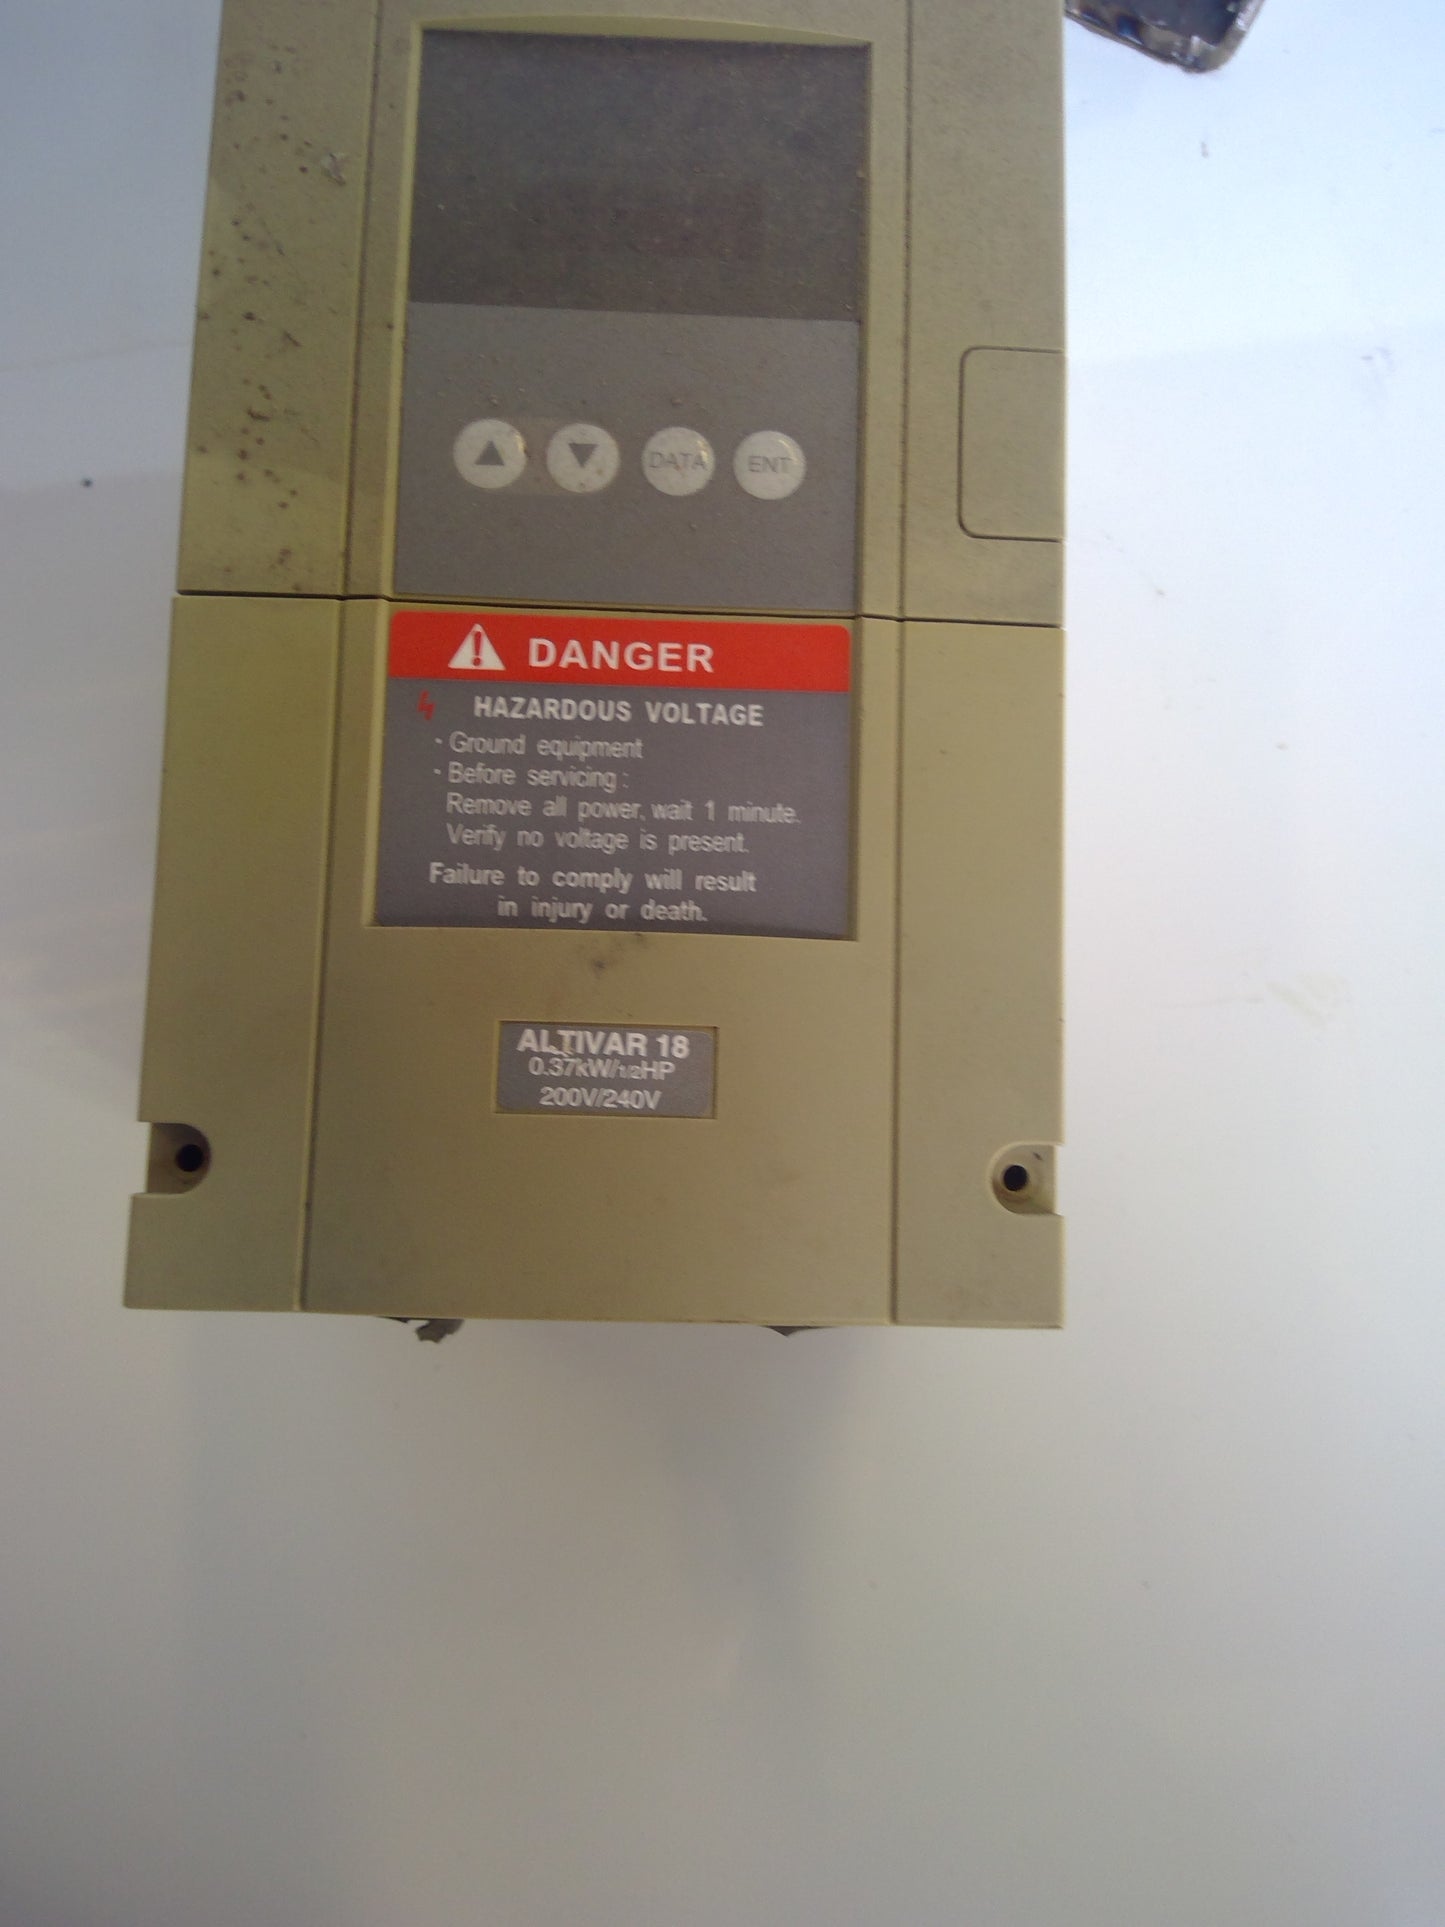 DATA ENT
DANGER
HAZARDOUS VOLTAGE
· Ground equipment
· Before servicing :
Remove all power, wait 1 minute.
Verify no voltage is present.
Failure to comply will result
in injury or death.
ALTIVAR 18
0.37kW/1/2HP
200V/240V